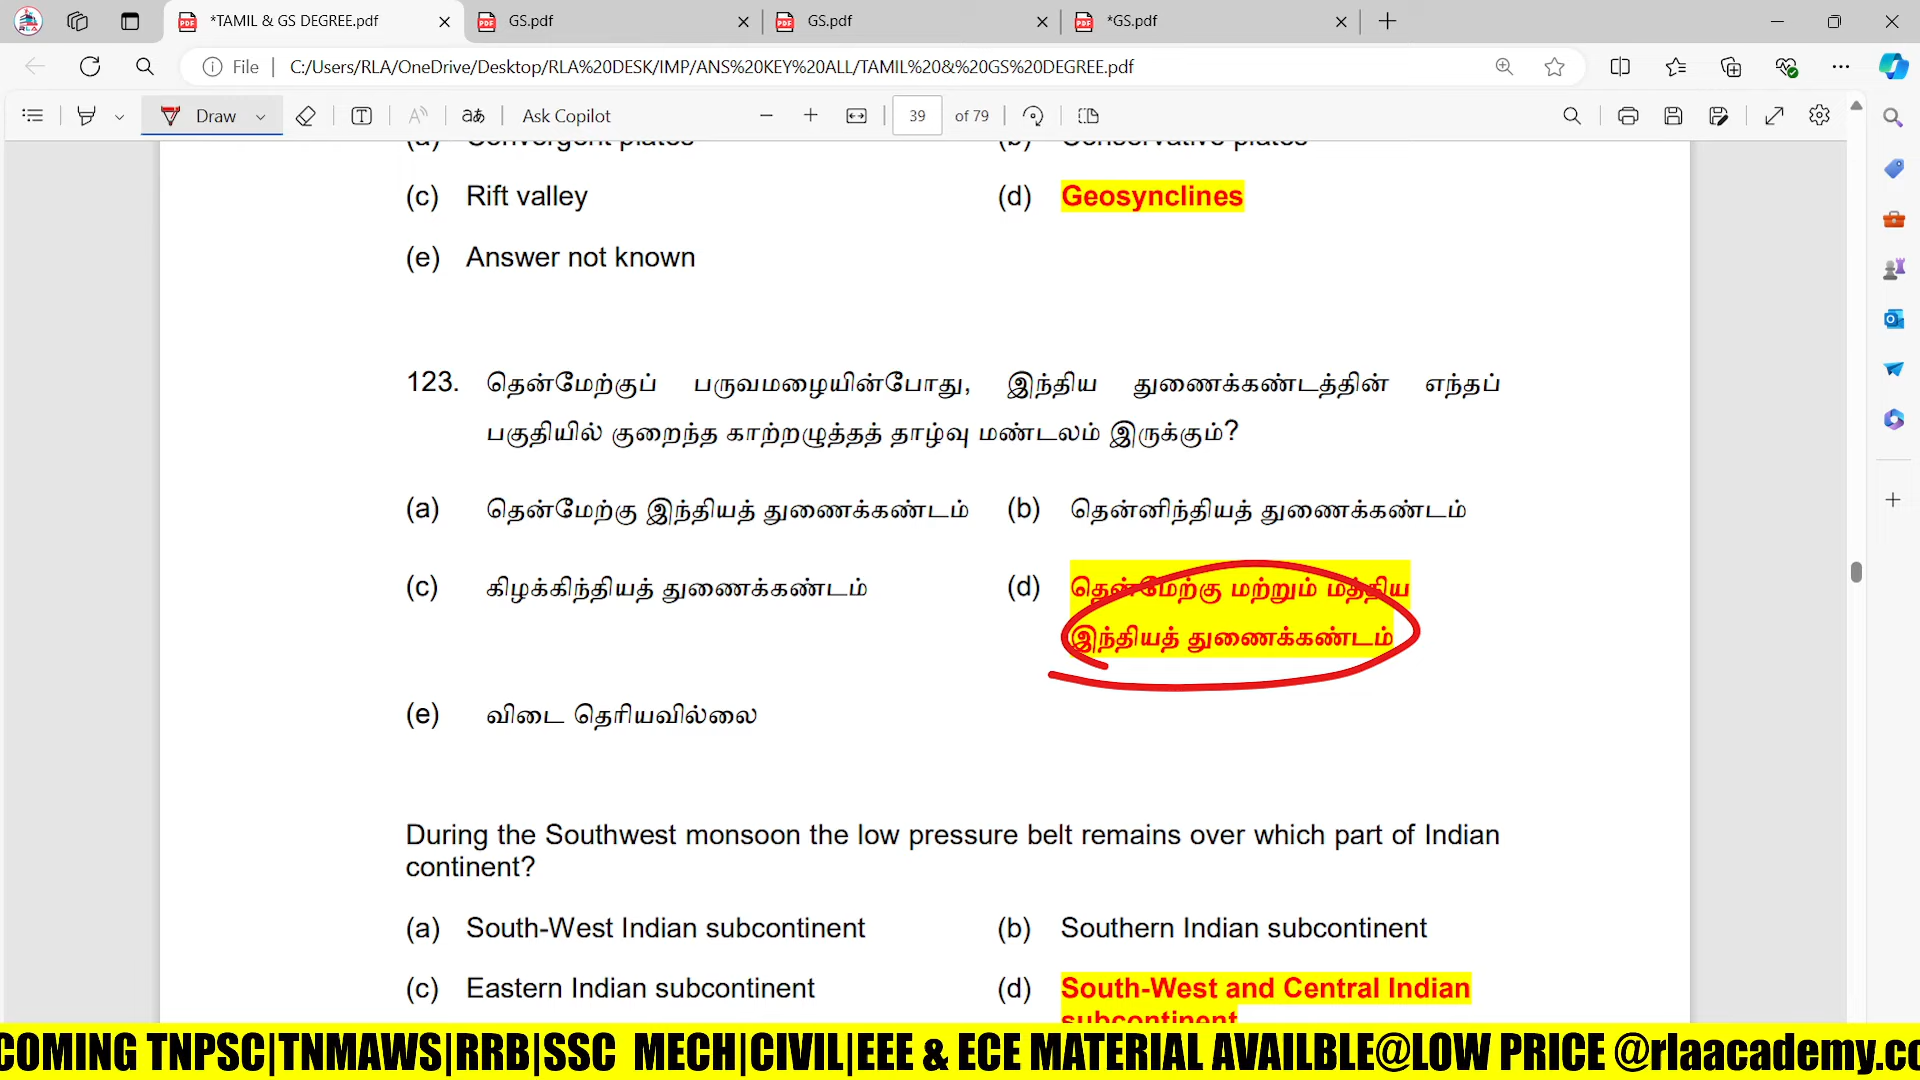 *TAMIL & GS DEGREE.pdf
GS.pdf
GS.pdf
*GS.pdf
File
C:/Users/RLA/OneDrive/Desktop/RLA%20DESK/IMP/ANS%20KEY%20ALL/TAMIL%20&%20GS%20DEGREE.pdf
Draw
Ask Copilot
39 of 79
(a) Convergent plates (b) Conservative plates
(c) Rift valley (d) Geosynclines
(e) Answer not known
123. தென்மேற்குப் பருவமழையின்போது, இந்திய துணைக்கண்டத்தின் எந்தப்
பகுதியில் குறைந்த காற்றழுத்தத் தாழ்வு மண்டலம் இருக்கும்?
(a) தென்மேற்கு இந்தியத் துணைக்கண்டம் (b) தென்னிந்தியத் துணைக்கண்டம்
(c) கிழக்கிந்தியத் துணைக்கண்டம் (d) தென்மேற்கு மற்றும் மத்திய
இந்தியத் துணைக்கண்டம்
(e) விடை தெரியவில்லை
During the Southwest monsoon the low pressure belt remains over which part of Indian
continent?
(a) South-West Indian subcontinent (b) Southern Indian subcontinent
(c) Eastern Indian subcontinent (d) South-West and Central Indian
subcontinent
COMING TNPSC|TNMAWS|RRB|SSC MECH|CIVIL|EEE & ECE MATERIAL AVAILBLE@LOW PRICE @rlaacademy.co